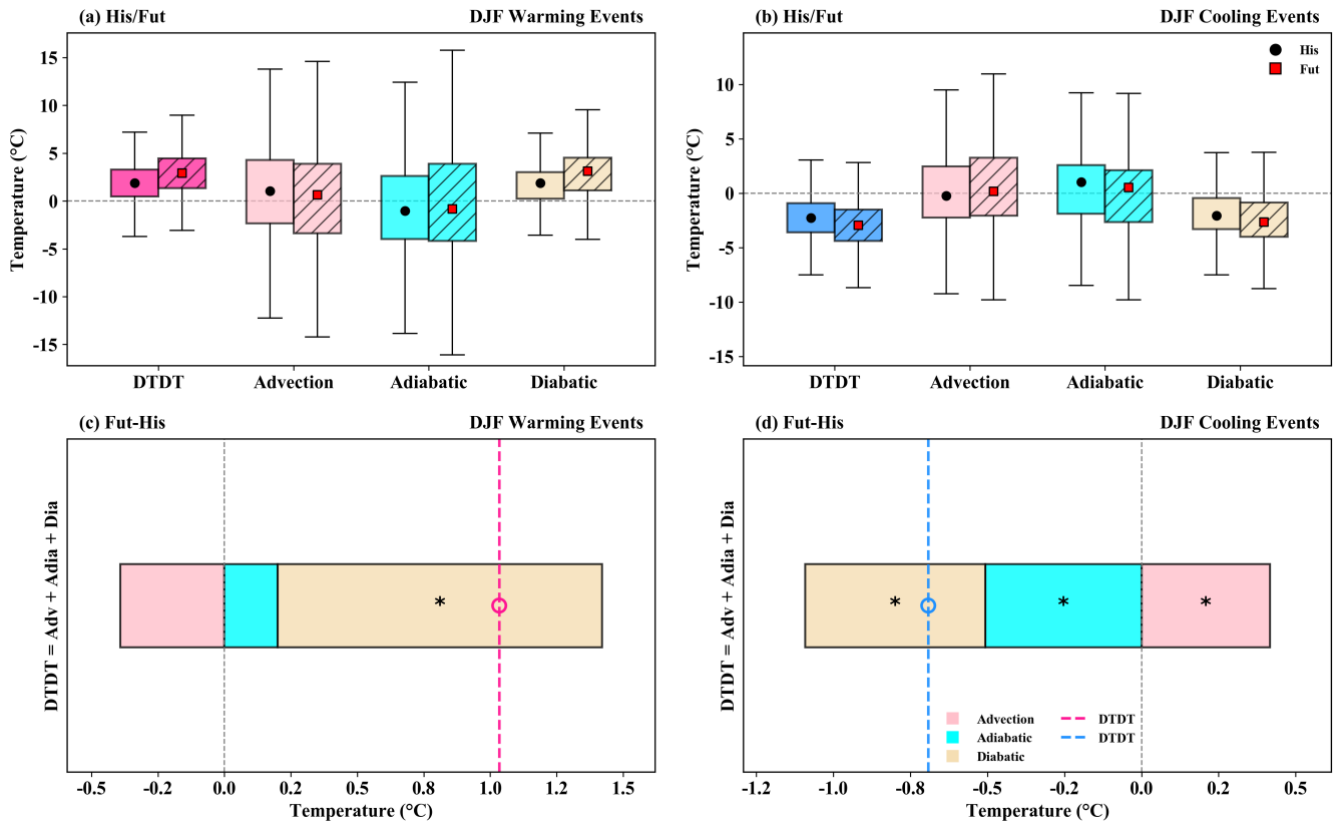 (a) His/Fut DJF Warming Events
Temperature (°C)
15
10
5
0
-5
-10
-15
DTDT Advection Adiabatic Diabatic
(b) His/Fut DJF Cooling Events
His
Fut
Temperature (°C)
10
5
0
-5
-10
-15
DTDT Advection Adiabatic Diabatic
(c) Fut-His DJF Warming Events
DTDT = Adv + Adia + Dia
*
-0.5 -0.2 0.0 0.2 0.5 0.8 1.0 1.2 1.5
Temperature (°C)
(d) Fut-His DJF Cooling Events
DTDT = Adv + Adia + Dia
* * *
Advection DTDT
Adiabatic DTDT
Diabatic
-1.2 -1.0 -0.8 -0.5 -0.2 0.0 0.2 0.5
Temperature (°C)